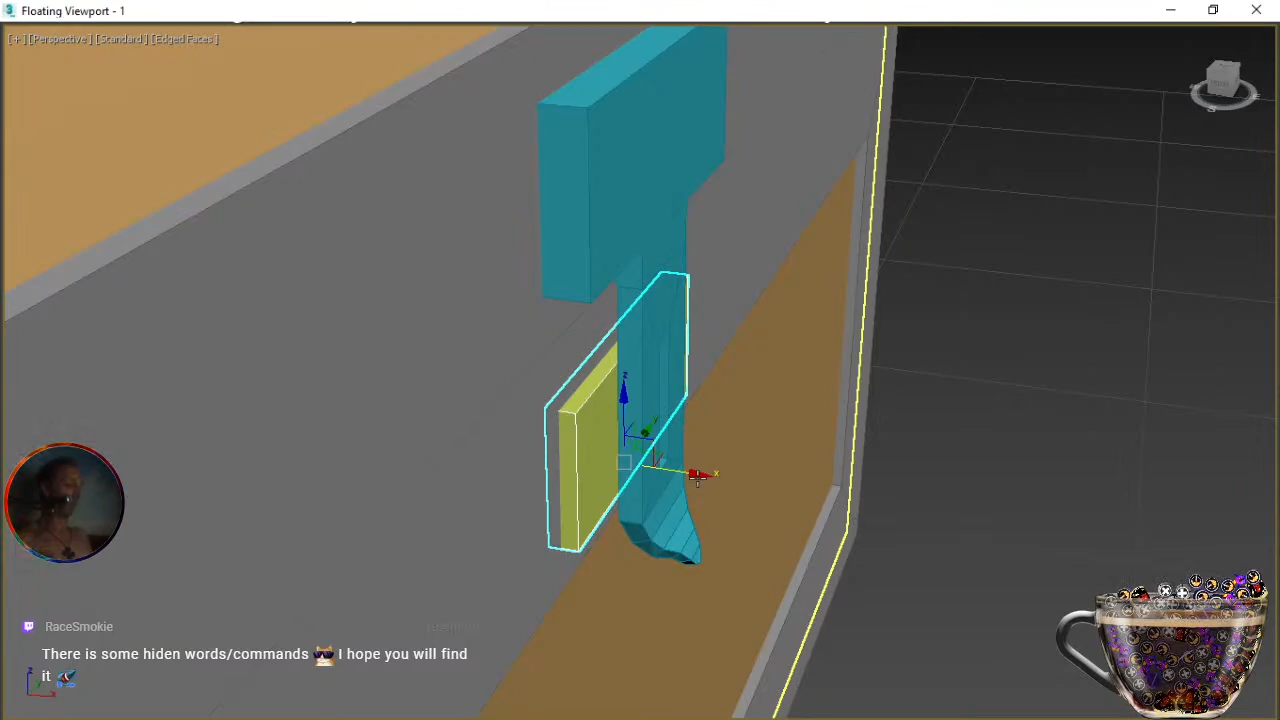 Floating Viewport - 1
[+] [Perspective] [Standard] [Edged Faces]
z
x
RaceSmokie
There is some hiden words/commands I hope you will find
it
z
x